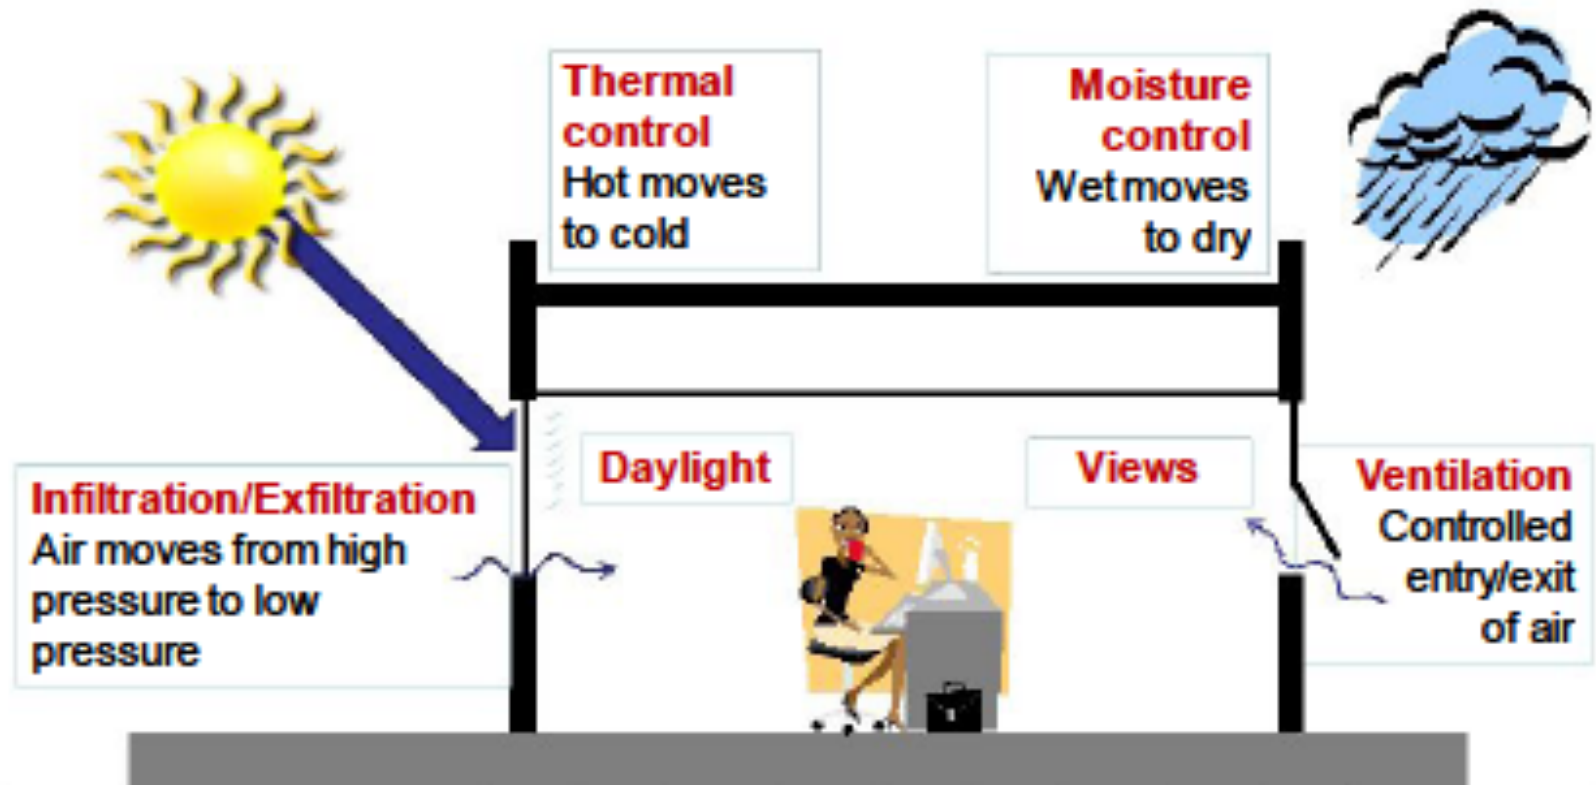 Thermal
control
Hot moves
to cold
Moisture
control
Wet moves
to dry
Daylight
Views
Infiltration/Exfiltration
Air moves from high
pressure to low
pressure
Ventilation
Controlled
entry/exit
of air